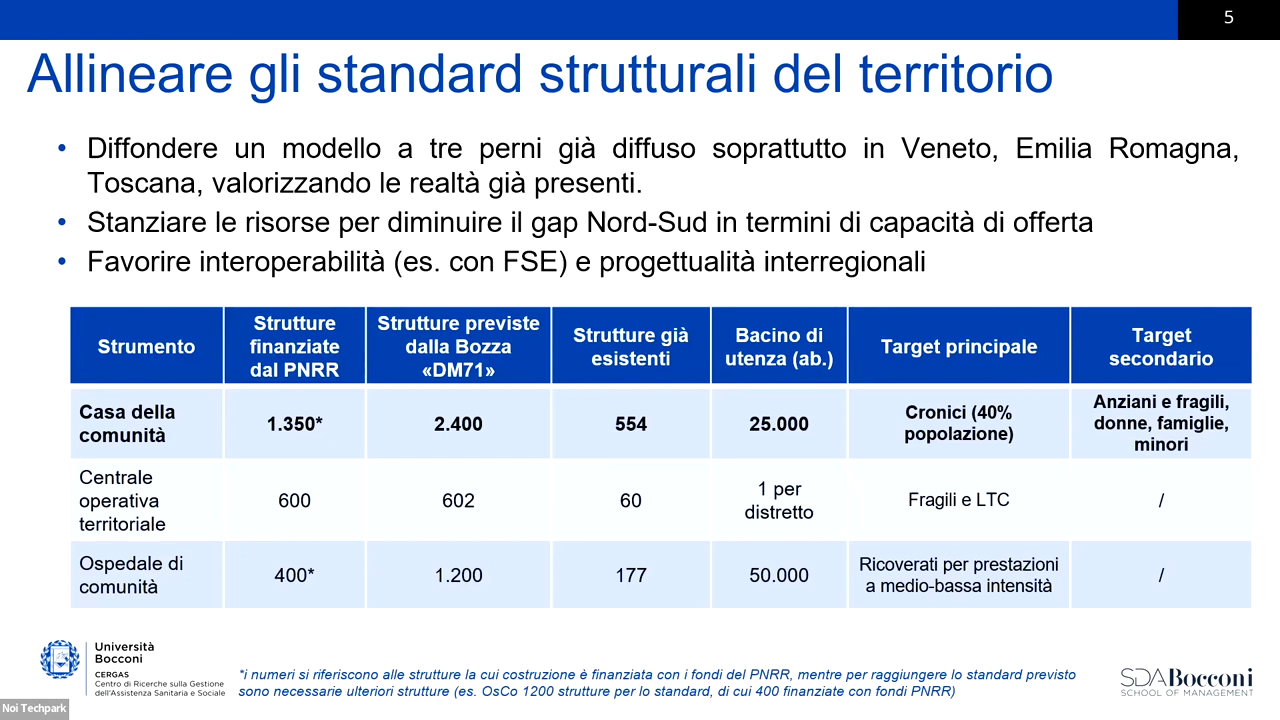 5
Allineare gli standard strutturali del territorio
• Diffondere un modello a tre perni già diffuso soprattutto in Veneto, Emilia Romagna,
Toscana, valorizzando le realtà già presenti.
• Stanziare le risorse per diminuire il gap Nord-Sud in termini di capacità di offerta
• Favorire interoperabilità (es. con FSE) e progettualità interregionali
Strumento
Strutture
finanziate
dal PNRR
Strutture previste
dalla Bozza
«DM71»
Strutture già
esistenti
Bacino di
utenza (ab.)
Target principale
Target
secondario
Casa della
comunità
1.350*
2.400
554
25.000
Cronici (40%
popolazione)
Anziani e fragili,
donne, famiglie,
minori
Centrale
operativa
territoriale
600
602
60
1 per
distretto
Fragili e LTC
/
Ospedale di
comunità
400*
1.200
177
50.000
Ricoverati per prestazioni
a medio-bassa intensità
/
Università
Bocconi
CERGAS
Centro di Ricerche sulla Gestione
dell'Assistenza Sanitaria e Sociale
*i numeri si riferiscono alle strutture la cui costruzione è finanziata con i fondi del PNRR, mentre per raggiungere lo standard previsto
sono necessarie ulteriori strutture (es. OsCo 1200 strutture per lo standard, di cui 400 finanziate con fondi PNRR)
SDA Bocconi
SCHOOL OF MANAGEMENT
Noi Techpark